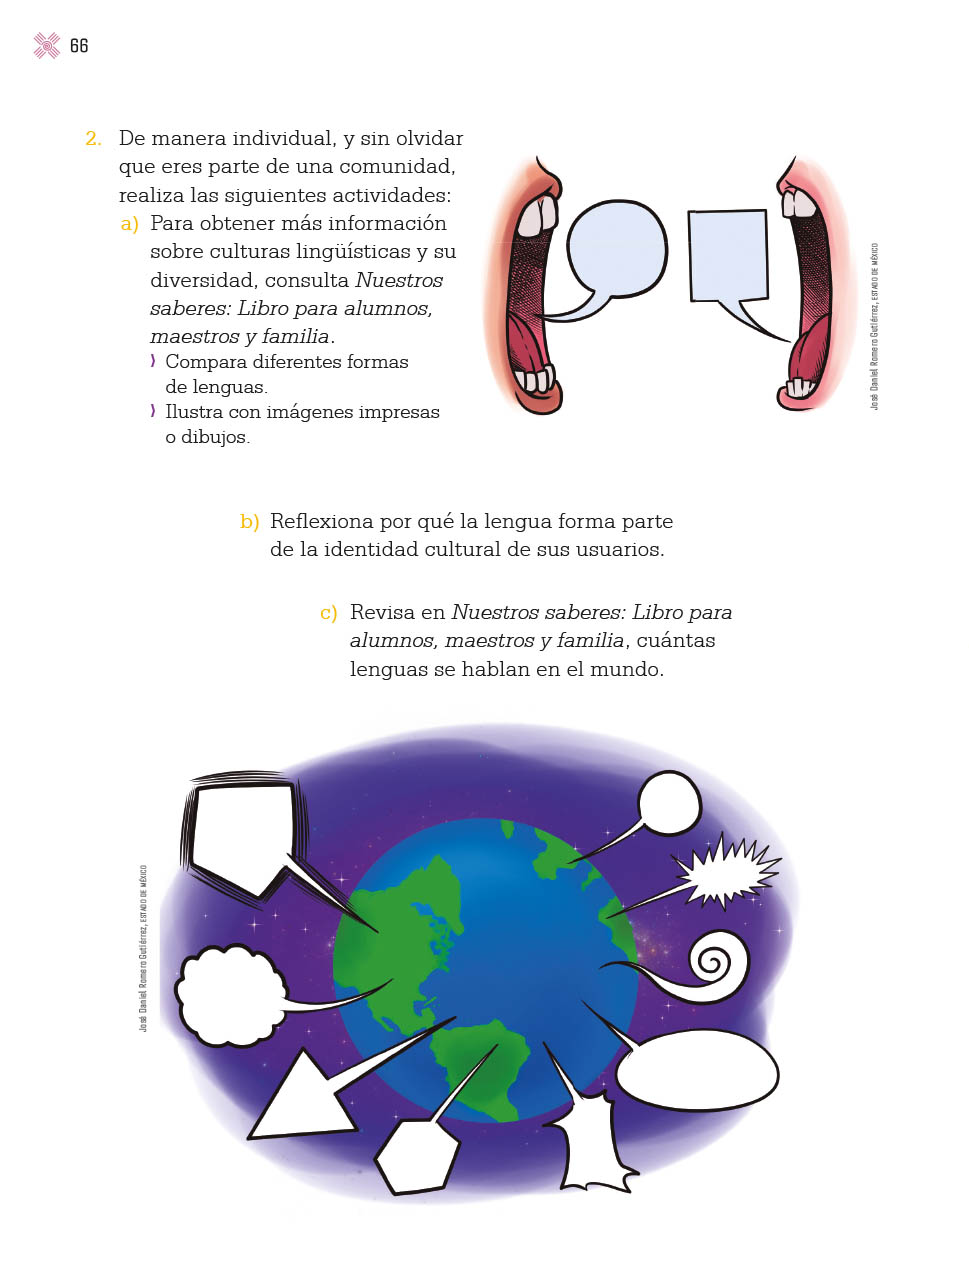 66
2. De manera individual, y sin olvidar
que eres parte de una comunidad,
realiza las siguientes actividades:
a) Para obtener más información
sobre culturas lingüísticas y su
diversidad, consulta Nuestros
saberes: Libro para alumnos,
maestros y familia.
⟩ Compara diferentes formas
de lenguas.
⟩ Ilustra con imágenes impresas
o dibujos.
José Daniel Romero Gutiérrez, ESTADO DE MÉXICO
b) Reflexiona por qué la lengua forma parte
de la identidad cultural de sus usuarios.
c) Revisa en Nuestros saberes: Libro para
alumnos, maestros y familia, cuántas
lenguas se hablan en el mundo.
José Daniel Romero Gutiérrez, ESTADO DE MÉXICO